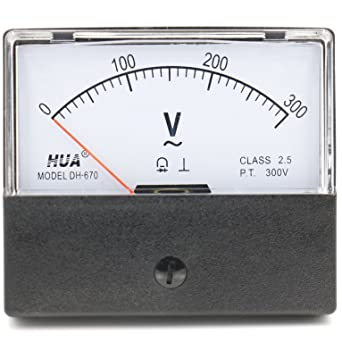 0 100 200 300
V
~
HUA®
MODEL DH-670
CLASS 2.5
P.T. 300V